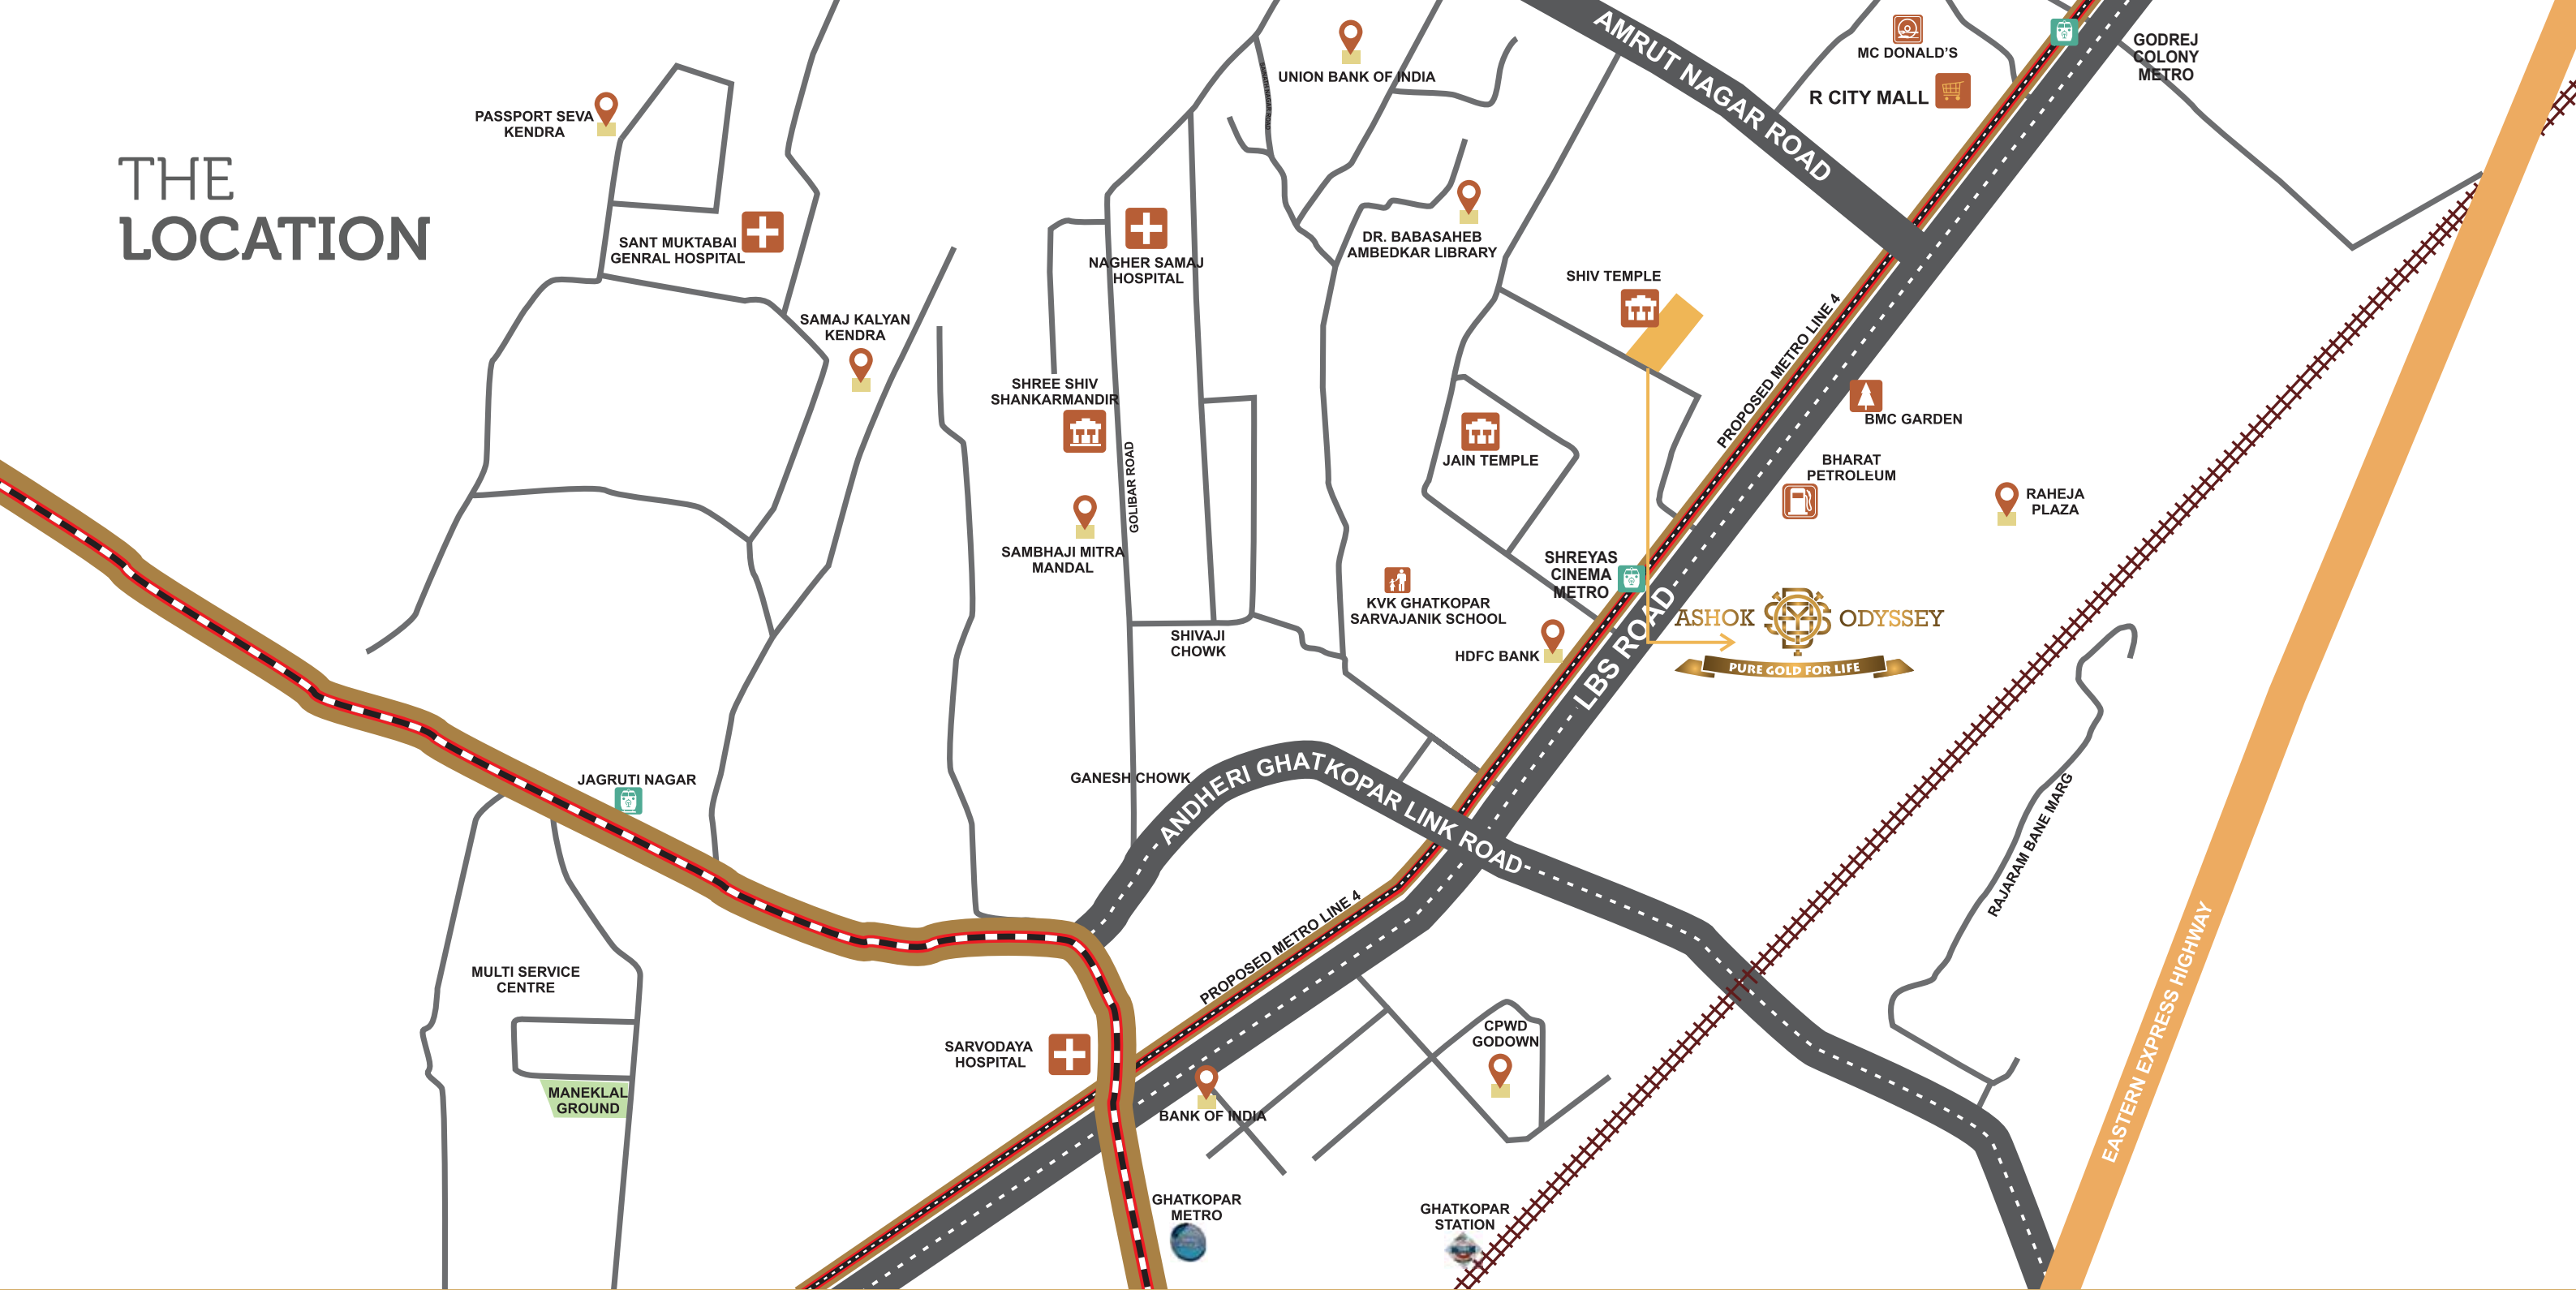 THE
LOCATION
PASSPORT SEVA
KENDRA
SANT MUKTABAI
GENRAL HOSPITAL
SAMAJ KALYAN
KENDRA
UNION BANK OF INDIA
NAGHER SAMAJ
HOSPITAL
DR. BABASAHEB
AMBEDKAR LIBRARY
AMRUT NAGAR ROAD
MC DONALD'S
R CITY MALL
GODREJ
COLONY
METRO
SHIV TEMPLE
PROPOSED METRO LINE 4
SHREE SHIV
SHANKARMANDIR
GOLIBAR ROAD
JAIN TEMPLE
BMC GARDEN
BHARAT
PETROLEUM
RAHEJA
PLAZA
SAMBHAJI MITRA
MANDAL
SHREYAS
CINEMA
METRO
KVK GHATKOPAR
SARVAJANIK SCHOOL
SHIVAJI
CHOWK
HDFC BANK
LBS ROAD
ASHOK ODYSSEY
PURE GOLD FOR LIFE
JAGRUTI NAGAR
GANESH CHOWK
ANDHERI GHATKOPAR LINK ROAD
RAJARAM BANE MARG
EASTERN EXPRESS HIGHWAY
PROPOSED METRO LINE 4
MULTI SERVICE
CENTRE
MANEKLAL
GROUND
SARVODAYA
HOSPITAL
BANK OF INDIA
CPWD
GODOWN
GHATKOPAR
METRO
GHATKOPAR
STATION